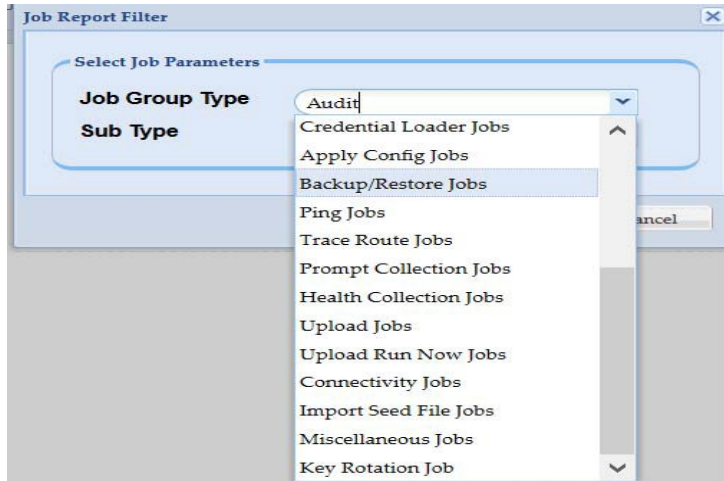 Job Report Filter
Select Job Parameters
Job Group Type Audit
Sub Type
Credential Loader Jobs
Apply Config Jobs
Backup/Restore Jobs
Ping Jobs
ancel
Trace Route Jobs
Prompt Collection Jobs
Health Collection Jobs
Upload Jobs
Upload Run Now Jobs
Connectivity Jobs
Import Seed File Jobs
Miscellaneous Jobs
Key Rotation Job